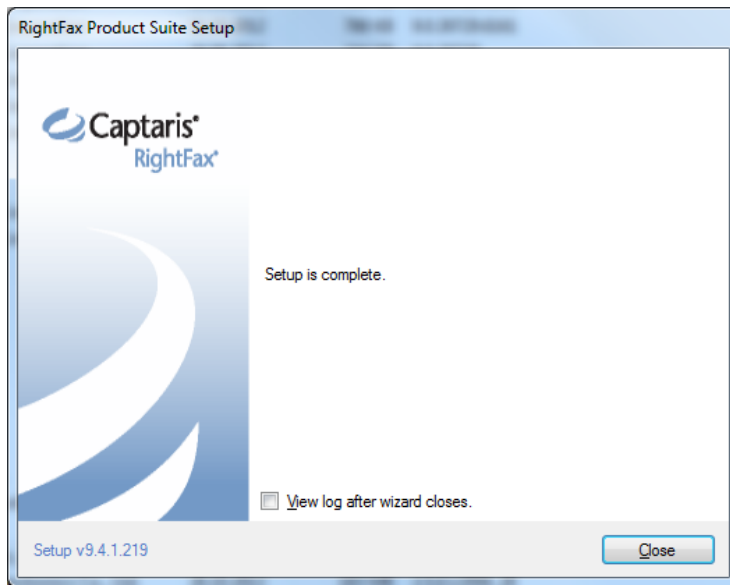 RightFax Product Suite Setup
Captaris
RightFax
Setup is complete.
View log after wizard closes.
Setup v9.4.1.219
Close